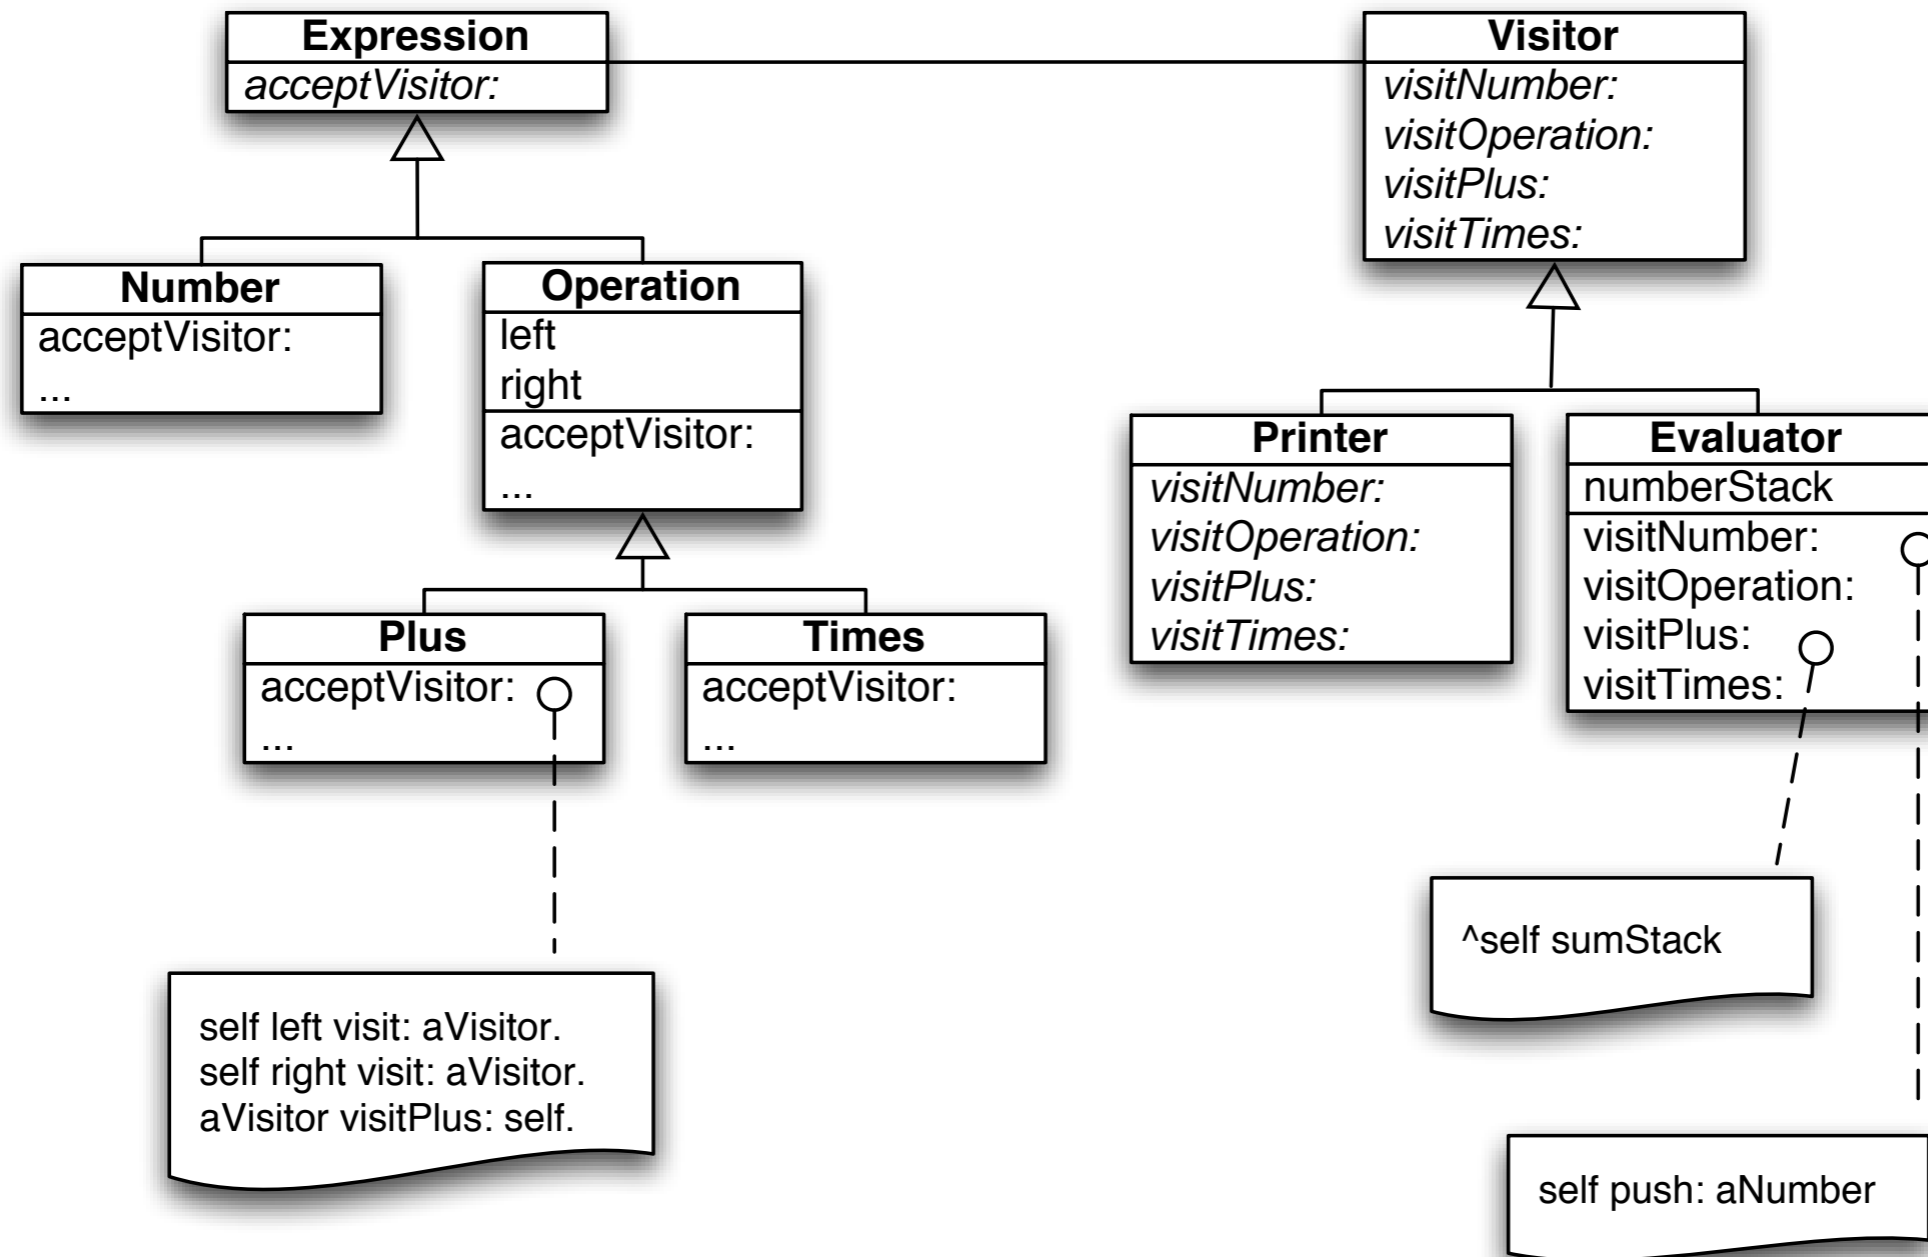 Expression
acceptVisitor:
Visitor
visitNumber:
visitOperation:
visitPlus:
visitTimes:
Number
acceptVisitor:
...
Operation
left
right
acceptVisitor:
...
Plus
acceptVisitor:
...
Times
acceptVisitor:
...
Printer
visitNumber:
visitOperation:
visitPlus:
visitTimes:
Evaluator
numberStack
visitNumber:
visitOperation:
visitPlus:
visitTimes:
self left visit: aVisitor.
self right visit: aVisitor.
aVisitor visitPlus: self.
^self sumStack
self push: aNumber